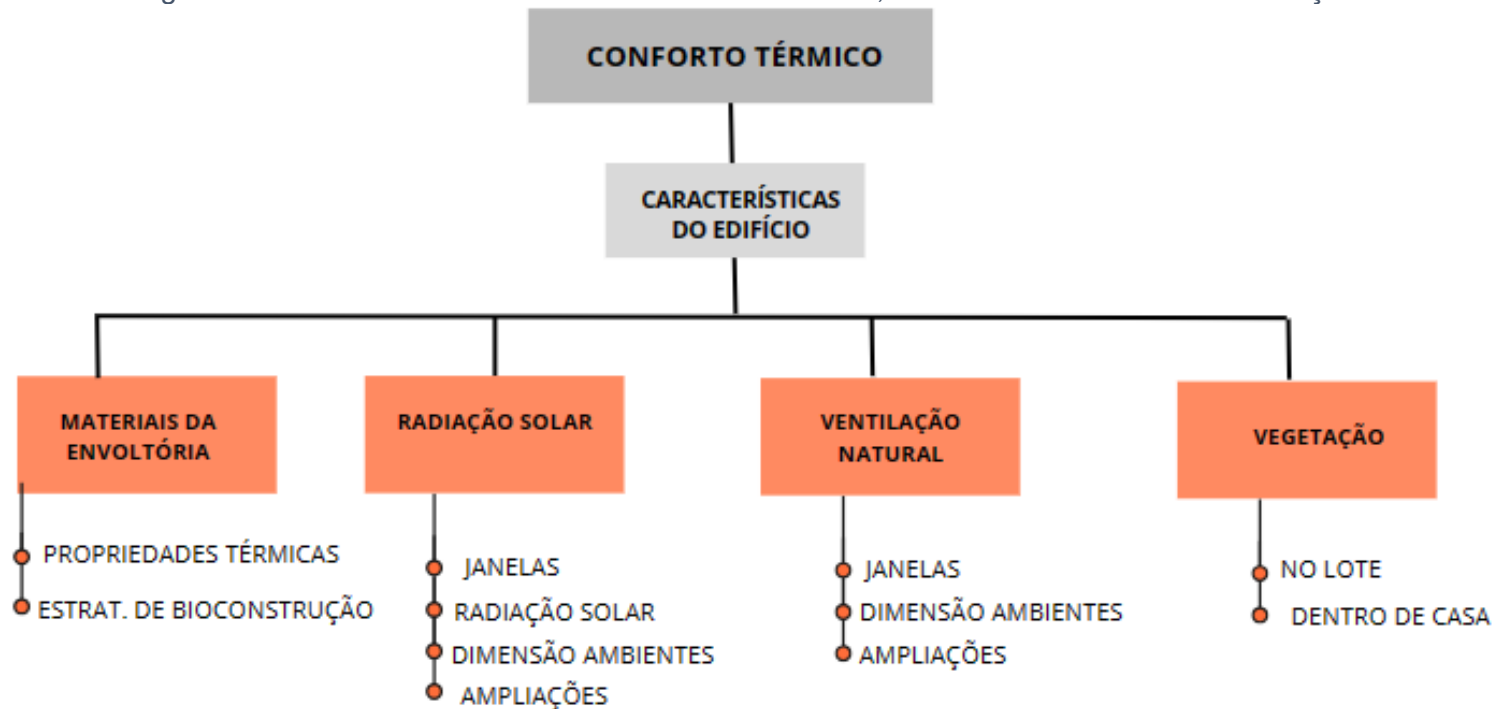 CONFORTO TÉRMICO
CARACTERÍSTICAS
DO EDIFÍCIO
MATERIAIS DA
ENVOLTÓRIA
PROPRIEDADES TÉRMICAS
ESTRAT. DE BIOCONSTRUÇÃO
RADIAÇÃO SOLAR
JANELAS
RADIAÇÃO SOLAR
DIMENSÃO AMBIENTES
AMPLIAÇÕES
VENTILAÇÃO
NATURAL
JANELAS
DIMENSÃO AMBIENTES
AMPLIAÇÕES
VEGETAÇÃO
NO LOTE
DENTRO DE CASA